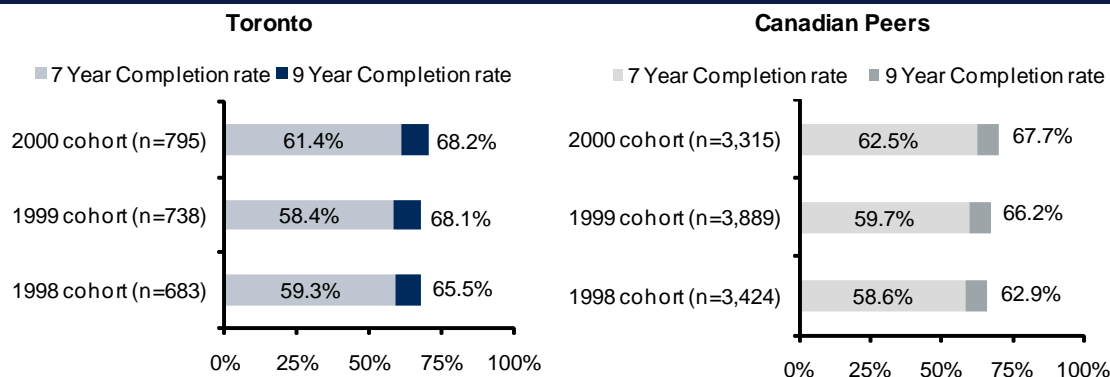 Toronto
7 Year Completion rate 9 Year Completion rate
2000 cohort (n=795) 61.4% 68.2%
1999 cohort (n=738) 58.4% 68.1%
1998 cohort (n=683) 59.3% 65.5%
0% 25% 50% 75% 100%
Canadian Peers
7 Year Completion rate 9 Year Completion rate
2000 cohort (n=3,315) 62.5% 67.7%
1999 cohort (n=3,889) 59.7% 66.2%
1998 cohort (n=3,424) 58.6% 62.9%
0% 25% 50% 75% 100%